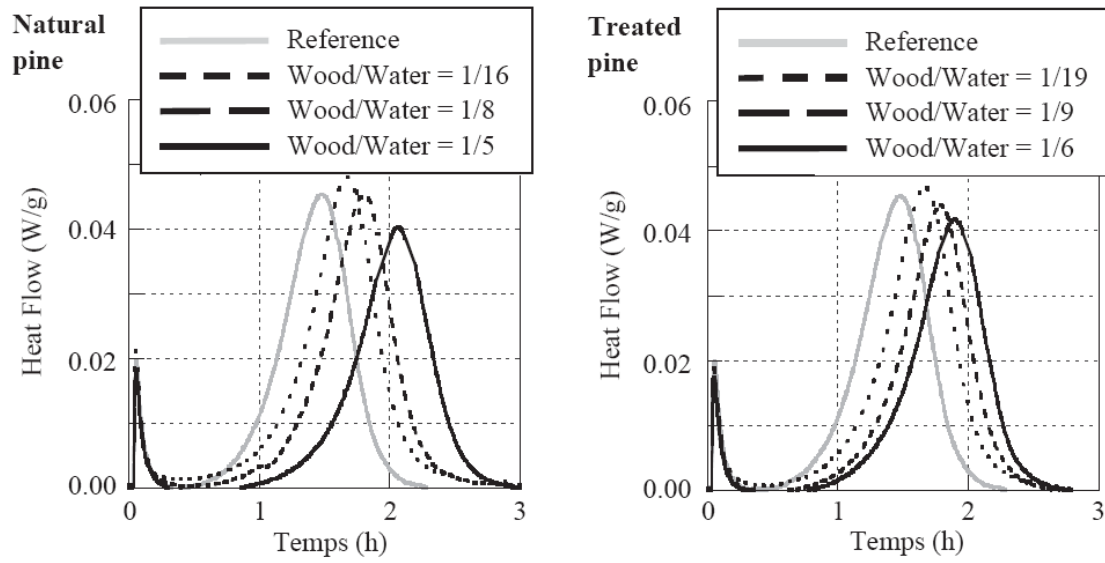 Natural
pine
Reference
Wood/Water = 1/16
Wood/Water = 1/8
Wood/Water = 1/5
0.06
0.04
0.02
0.00
Heat Flow (W/g)
0 1 2 3
Temps (h)
Treated
pine
Reference
Wood/Water = 1/19
Wood/Water = 1/9
Wood/Water = 1/6
0.06
0.04
0.02
0.00
Heat Flow (W/g)
0 1 2 3
Temps (h)